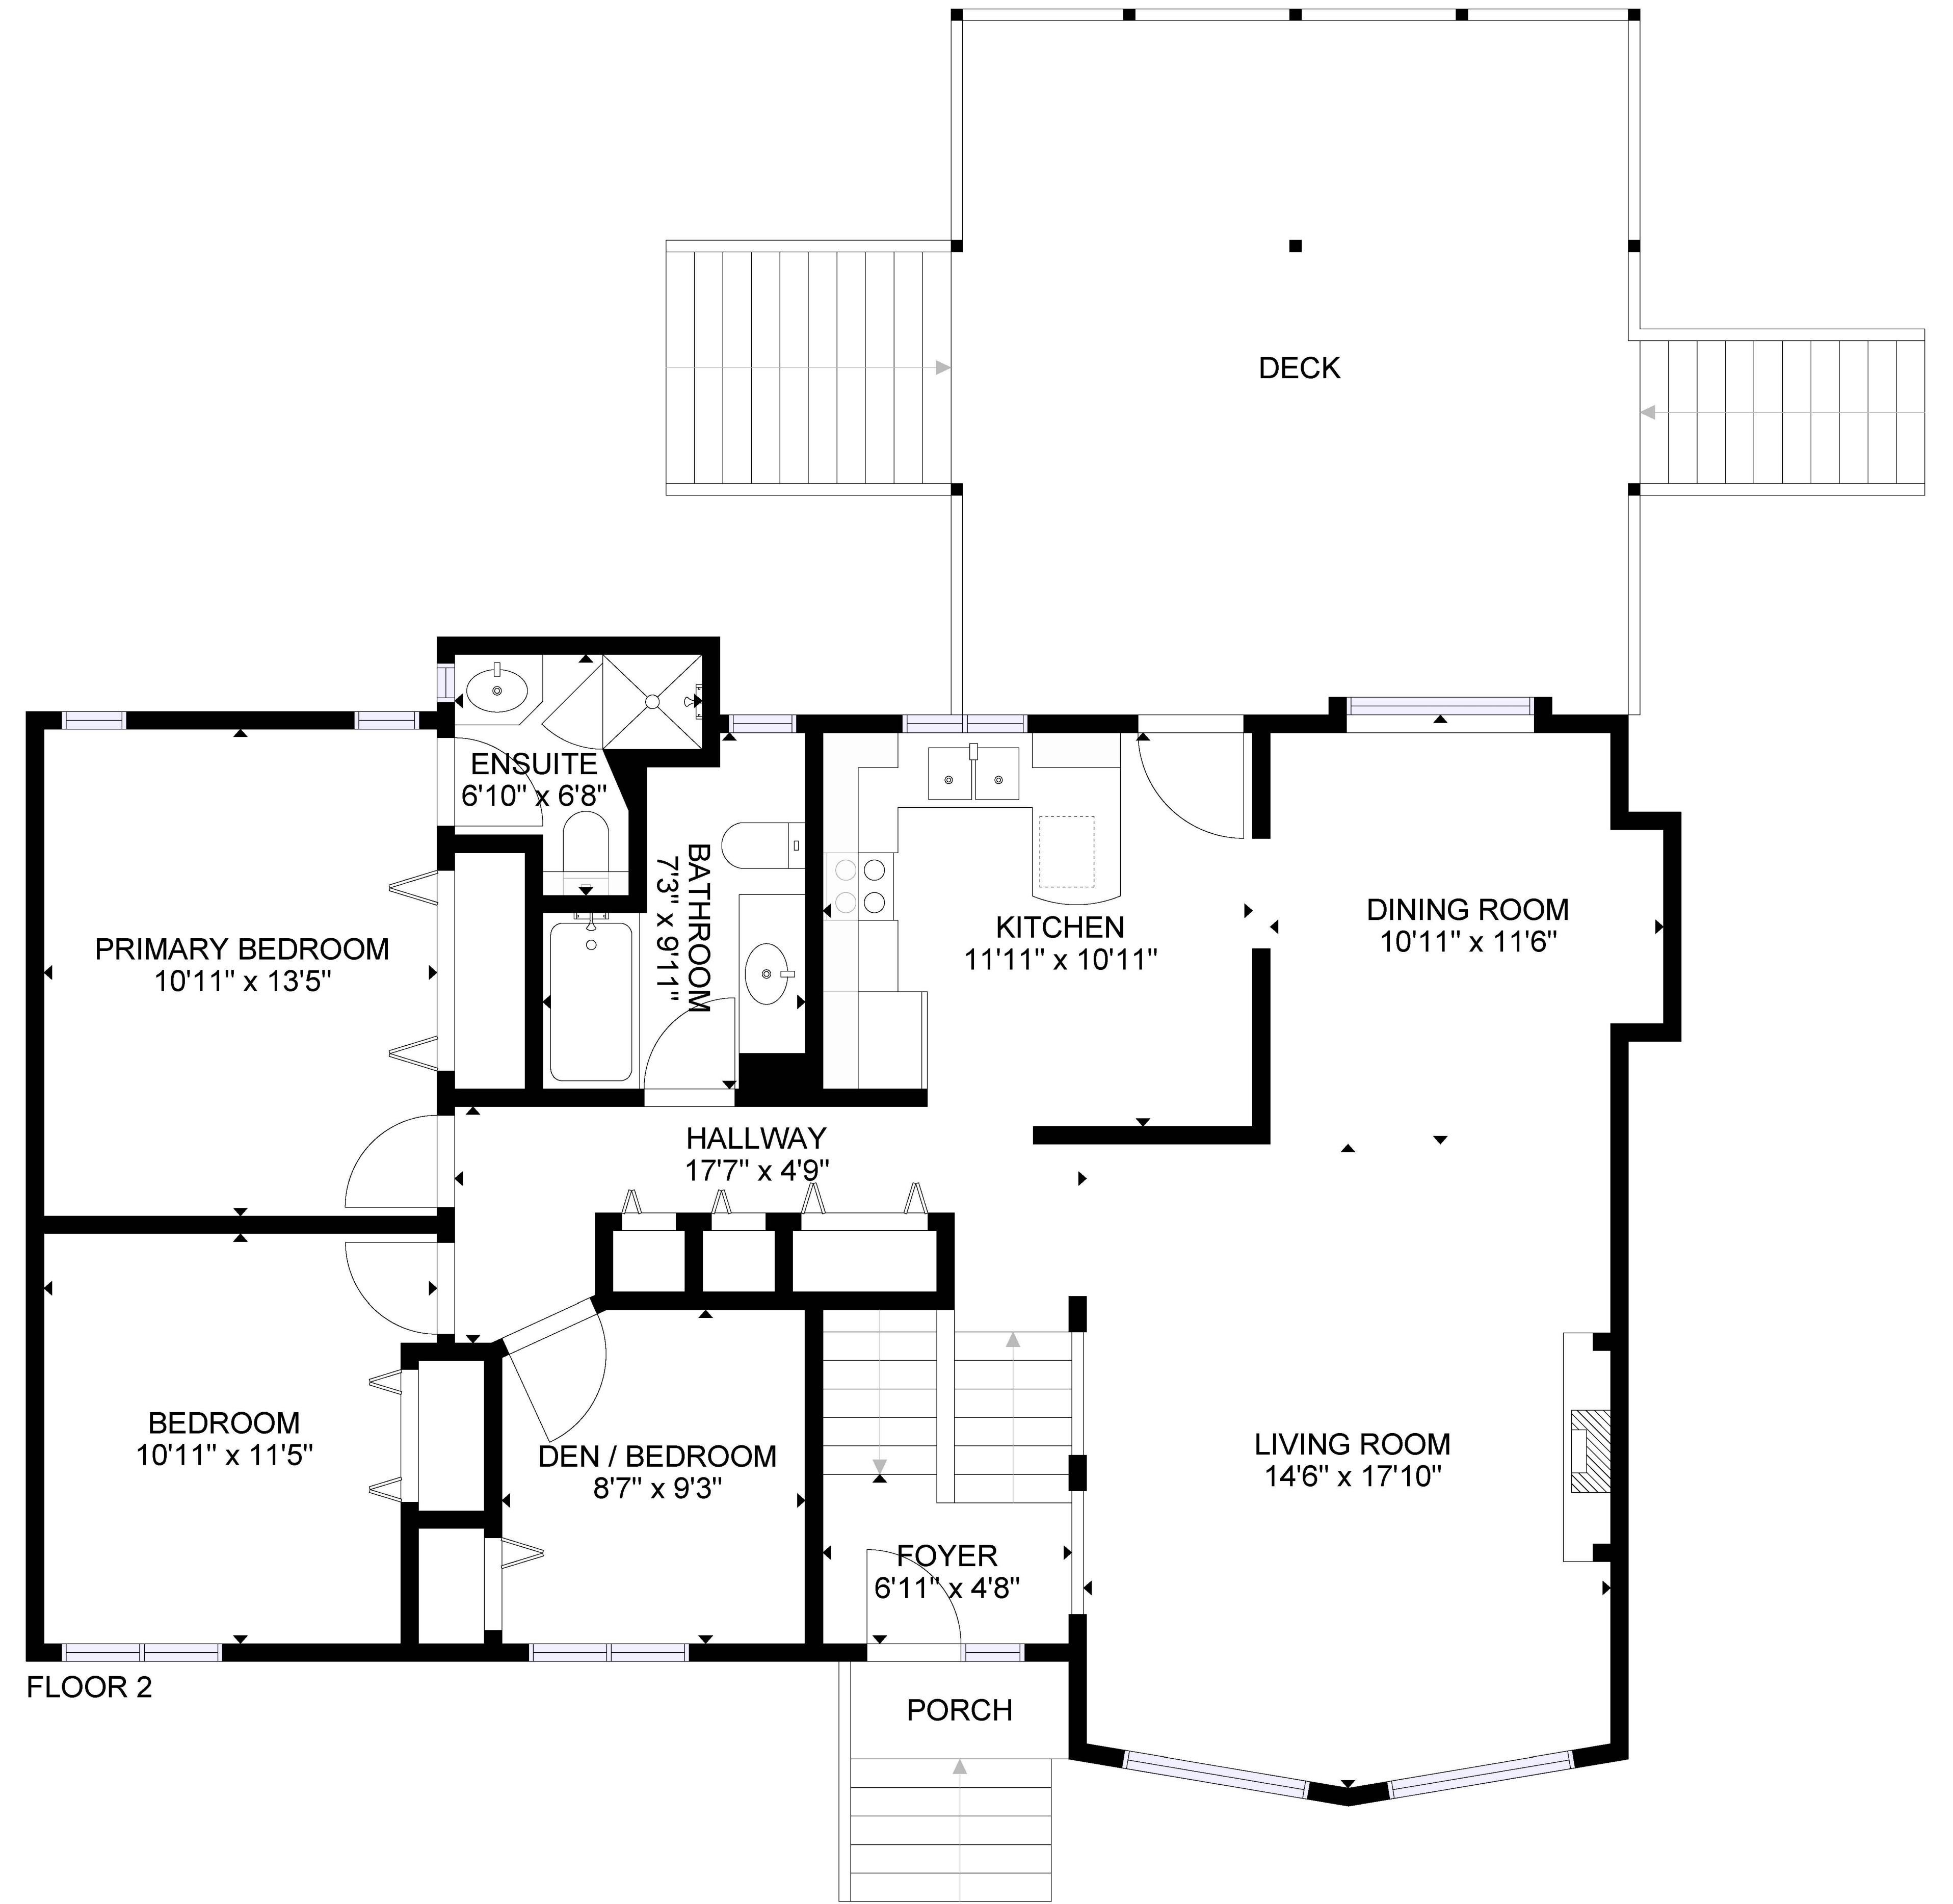 DECK
ENSUITE
6'10" x 6'8"
BATHROOM
7'3" x 9'11"
KITCHEN
11'11" x 10'11"
DINING ROOM
10'11" x 11'6"
PRIMARY BEDROOM
10'11" x 13'5"
HALLWAY
17'7" x 4'9"
BEDROOM
10'11" x 11'5"
DEN / BEDROOM
8'7" x 9'3"
LIVING ROOM
14'6" x 17'10"
FOYER
6'11" x 4'8"
FLOOR 2
PORCH